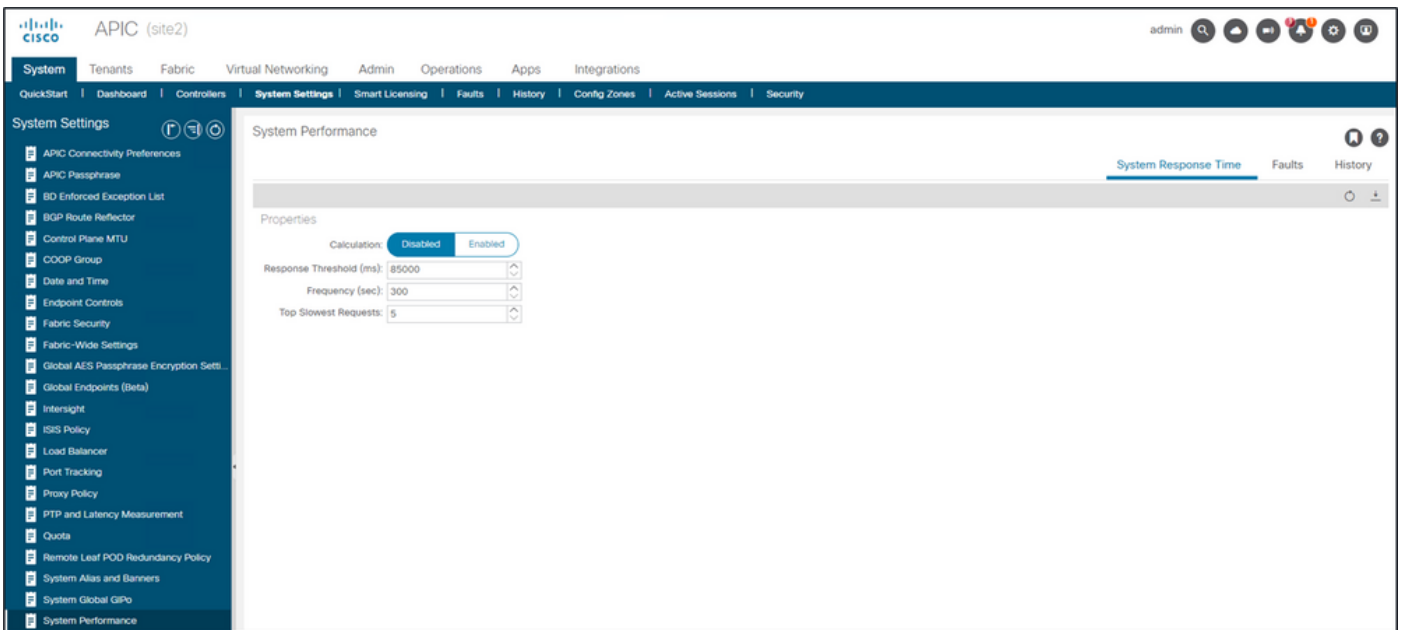 CISCO
APIC (site2)
admin
System Tenants Fabric Virtual Networking Admin Operations Apps Integrations
QuickStart | Dashboard | Controllers | System Settings | Smart Licensing | Faults | History | Config Zones | Active Sessions | Security
System Settings
APIC Connectivity Preferences
APIC Passphrase
BD Enforced Exception List
BGP Route Reflector
Control Plane MTU
COOP Group
Date and Time
Endpoint Controls
Fabric Security
Fabric-Wide Settings
Global AES Passphrase Encryption Setti...
Global Endpoints (Beta)
Intersight
ISIS Policy
Load Balancer
Port Tracking
Proxy Policy
PTP and Latency Measurement
Quota
Remote Leaf POD Redundancy Policy
System Alias and Banners
System Global GIPo
System Performance
System Performance
System Response Time Faults History
Properties
Calculation: Disabled Enabled
Response Threshold (ms): 85000
Frequency (sec): 300
Top Slowest Requests: 5